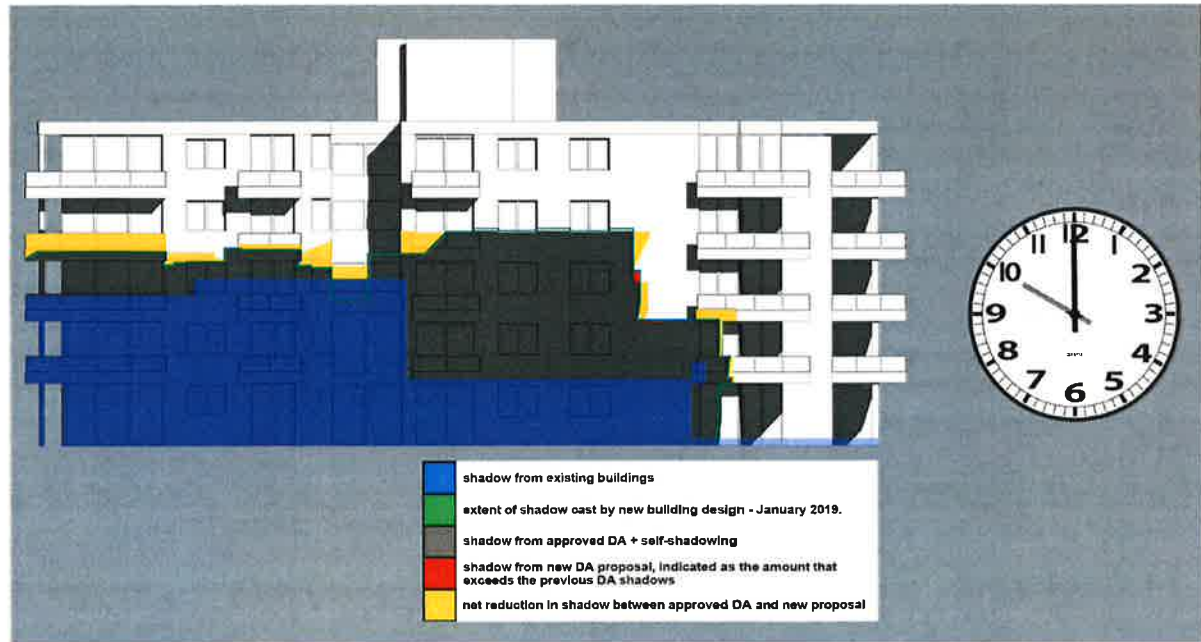 11 12 1
10 2
9 3
8 4
7 5
6
shadow from existing buildings
extent of shadow cast by new building design - January 2019.
shadow from approved DA + self-shadowing
shadow from new DA proposal, indicated as the amount that
exceeds the previous DA shadows
net reduction in shadow between approved DA and new proposal